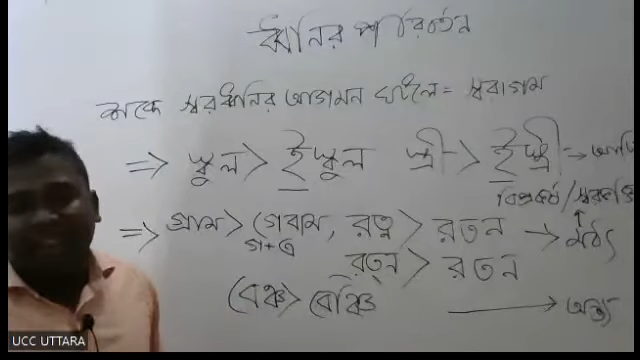 ধ্বনির পরিবর্তন
স্বরধ্বনির আগমন ঘটলে = স্বরাগম
=> স্কুল > ইস্কুল স্ত্রী > ইস্ত্রী → আদি
বিপ্রকর্ষ / স্বরভক্তি
=> গ্রাম > গেরাম, রত্ন > রতন → মধ্য
গ+এ
রত্ন > রতন
বেঞ্চ > বেঞ্চি → অন্ত্য
UCC UTTARA